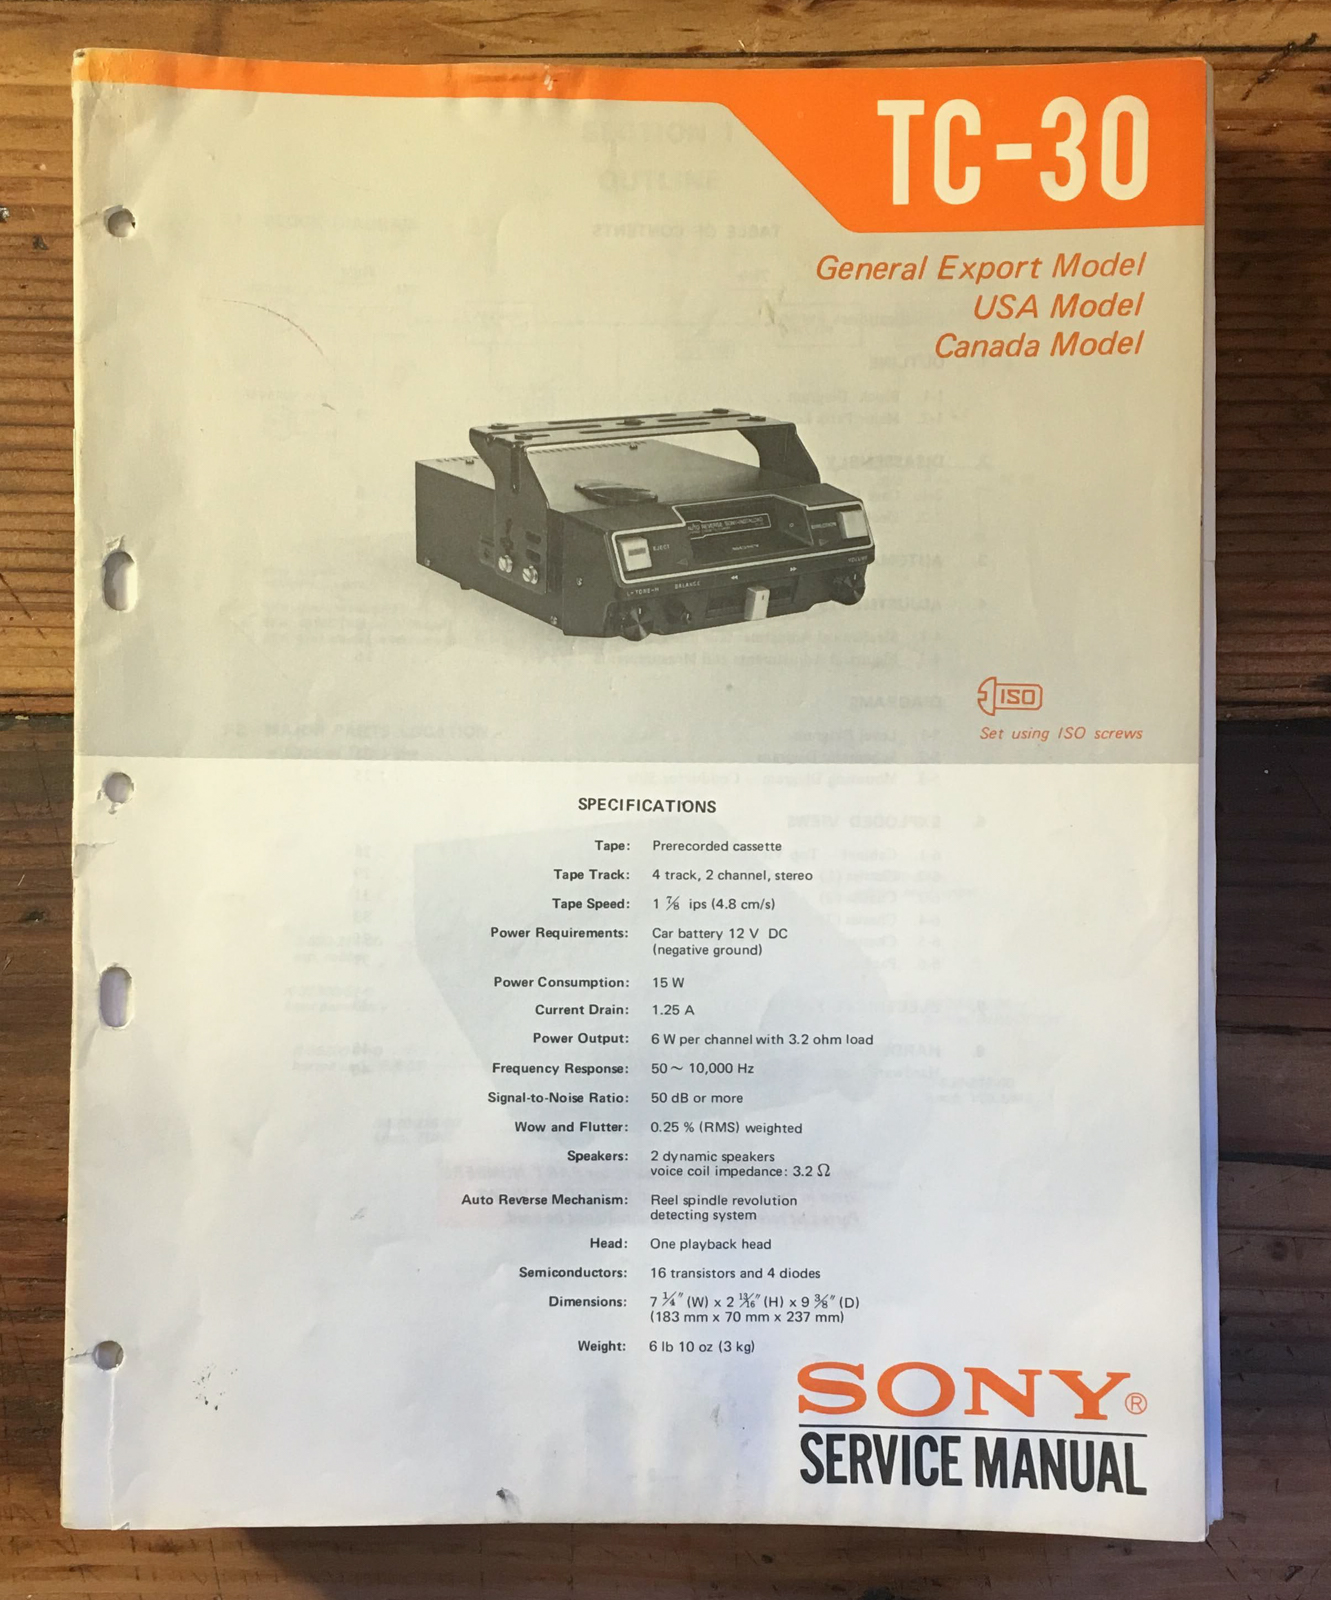 TC-30
General Export Model
USA Model
Canada Model
EJECT
L-TONE-H
BALANCE
VOLUME
ISO
Set using ISO screws
SPECIFICATIONS
Tape: Prerecorded cassette
Tape Track: 4 track, 2 channel, stereo
Tape Speed: 1 7/8 ips (4.8 cm/s)
Power Requirements: Car battery 12 V DC
(negative ground)
Power Consumption: 15 W
Current Drain: 1.25 A
Power Output: 6 W per channel with 3.2 ohm load
Frequency Response: 50 ~ 10,000 Hz
Signal-to-Noise Ratio: 50 dB or more
Wow and Flutter: 0.25 % (RMS) weighted
Speakers: 2 dynamic speakers
voice coil impedance: 3.2 Ω
Auto Reverse Mechanism: Reel spindle revolution
detecting system
Head: One playback head
Semiconductors: 16 transistors and 4 diodes
Dimensions: 7 1/4" (W) x 2 13/16" (H) x 9 3/8" (D)
(183 mm x 70 mm x 237 mm)
Weight: 6 lb 10 oz (3 kg)
SONY®
SERVICE MANUAL